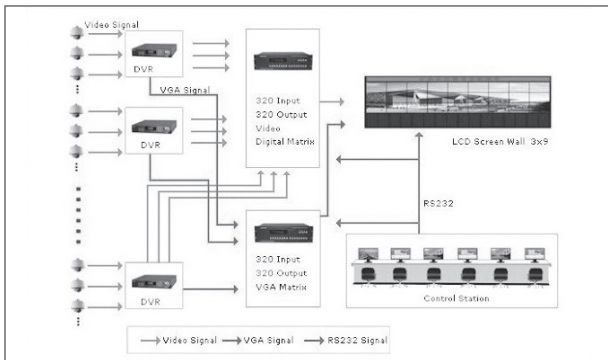 Video Signal
DVR
VGA Signal
320 Input
320 Output
Video
Digital Matrix
LCD Screen Wall 3x9
DVR
RS232
320 Input
320 Output
VGA Matrix
DVR
Control Station
Video Signal VGA Signal RS232 Signal